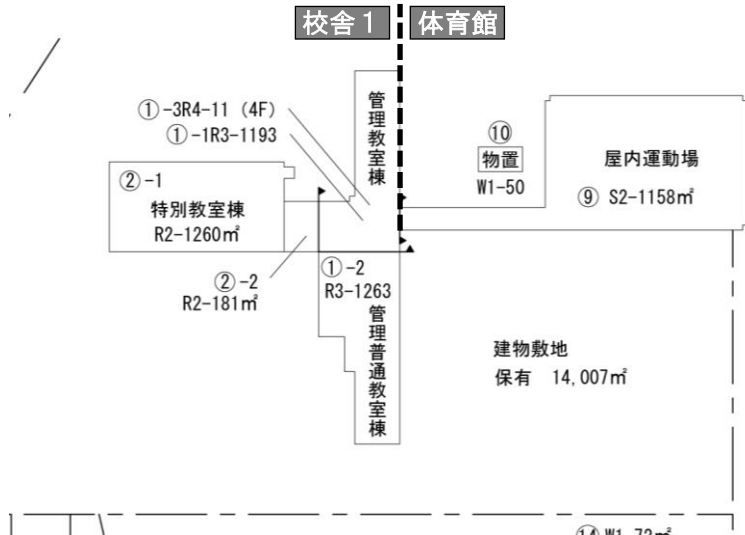 校舎１
体育館
①-3R4-11 (4F)
①-1R3-1193
管理教室棟
⑩
物置
W1-50
屋内運動場
⑨ S2-1158㎡
②-1
特別教室棟
R2-1260㎡
②-2
R2-181㎡
①-2
R3-1263
管理普通教室棟
建物敷地
保有 14,007㎡
⑭ W1-72㎡